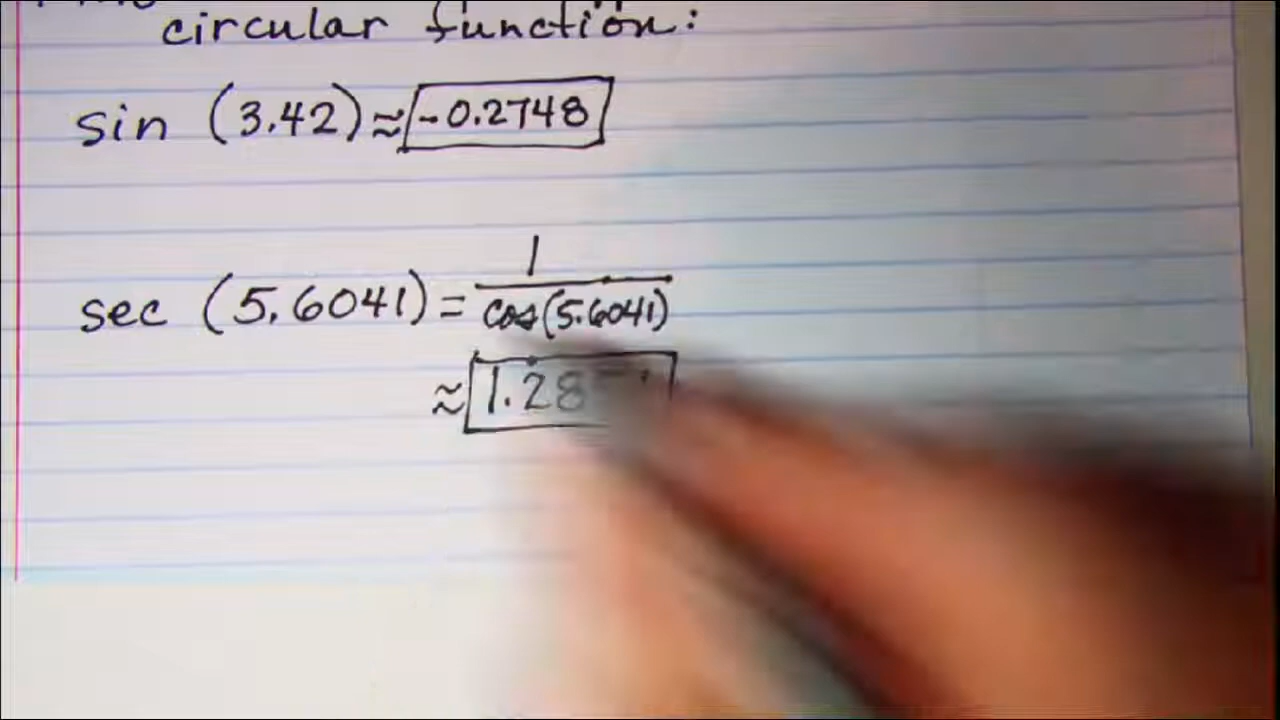 circular function:
sin (3.42) ≈ -0.2748
sec (5.6041) = 1/cos(5.6041)
≈ 1.28